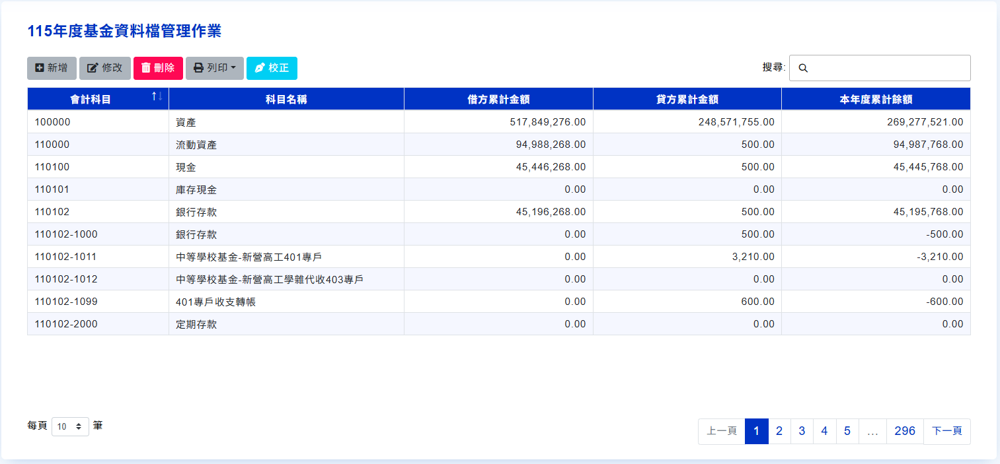 115年度基金資料檔管理作業
新增 修改 刪除 列印 校正 搜尋:
會計科目 科目名稱 借方累計金額 貸方累計金額 本年度累計餘額
100000 資產 517,849,276.00 248,571,755.00 269,277,521.00
110000 流動資產 94,988,268.00 500.00 94,987,768.00
110100 現金 45,446,268.00 500.00 45,445,768.00
110101 庫存現金 0.00 0.00 0.00
110102 銀行存款 45,196,268.00 500.00 45,195,768.00
110102-1000 銀行存款 0.00 500.00 -500.00
110102-1011 中等學校基金-新營高工401專戶 0.00 3,210.00 -3,210.00
110102-1012 中等學校基金-新營高工學雜代收403專戶 0.00 0.00 0.00
110102-1099 401專戶收支轉帳 0.00 600.00 -600.00
110102-2000 定期存款 0.00 0.00 0.00
每頁 10 筆 上一頁 1 2 3 4 5 ... 296 下一頁